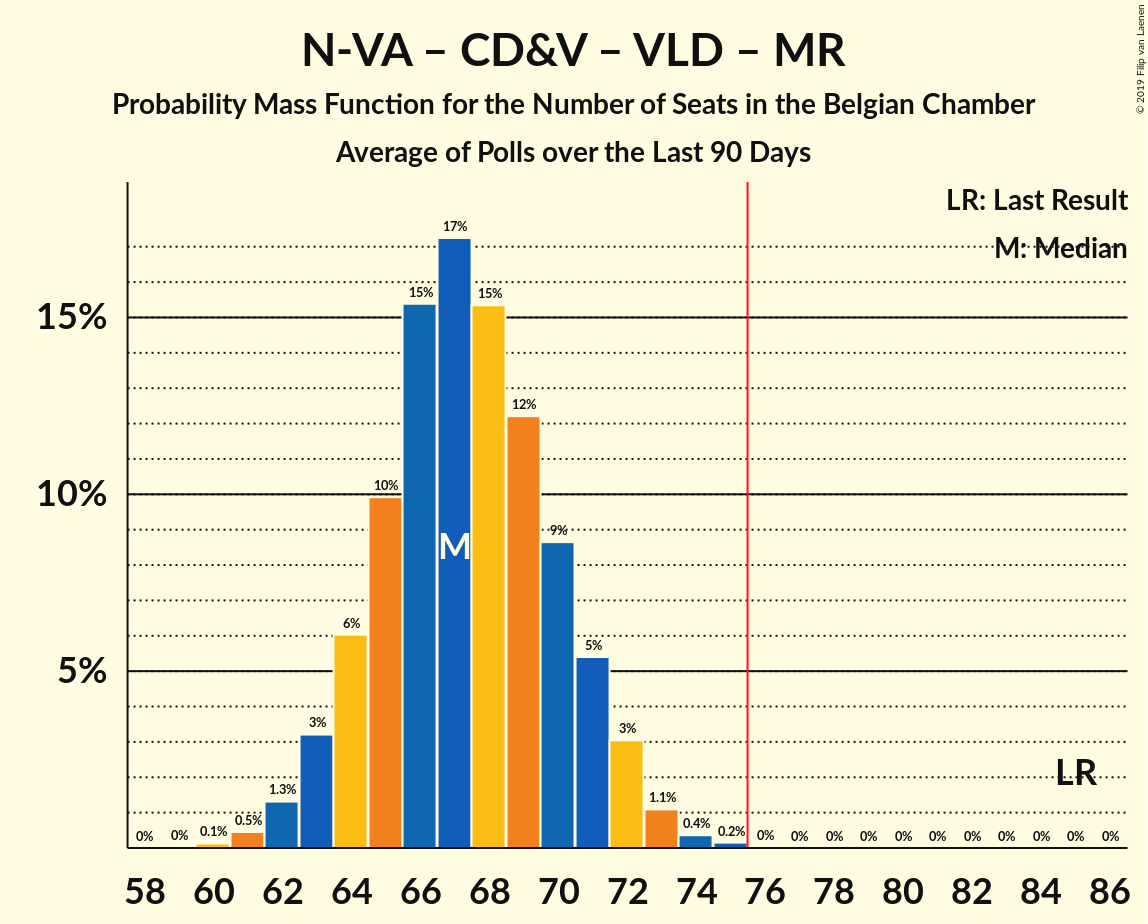 N-VA – CD&V – VLD – MR
Probability Mass Function for the Number of Seats in the Belgian Chamber
Average of Polls over the Last 90 Days
© 2019 Filip van Laenen
LR: Last Result
M: Median
15%
10%
5%
0% 0% 0.1% 0.5% 1.3% 3% 6% 10% 15% 17% 15% 12% 9% 5% 3% 1.1% 0.4% 0.2% 0% 0% 0% 0% 0% 0% 0% 0% 0% 0% 0%
M
LR
58 60 62 64 66 68 70 72 74 76 78 80 82 84 86